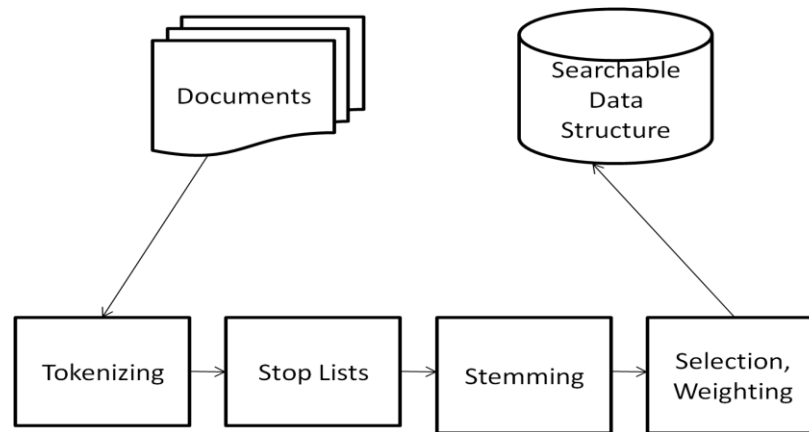 Documents
Searchable
Data
Structure
Tokenizing
Stop Lists
Stemming
Selection,
Weighting